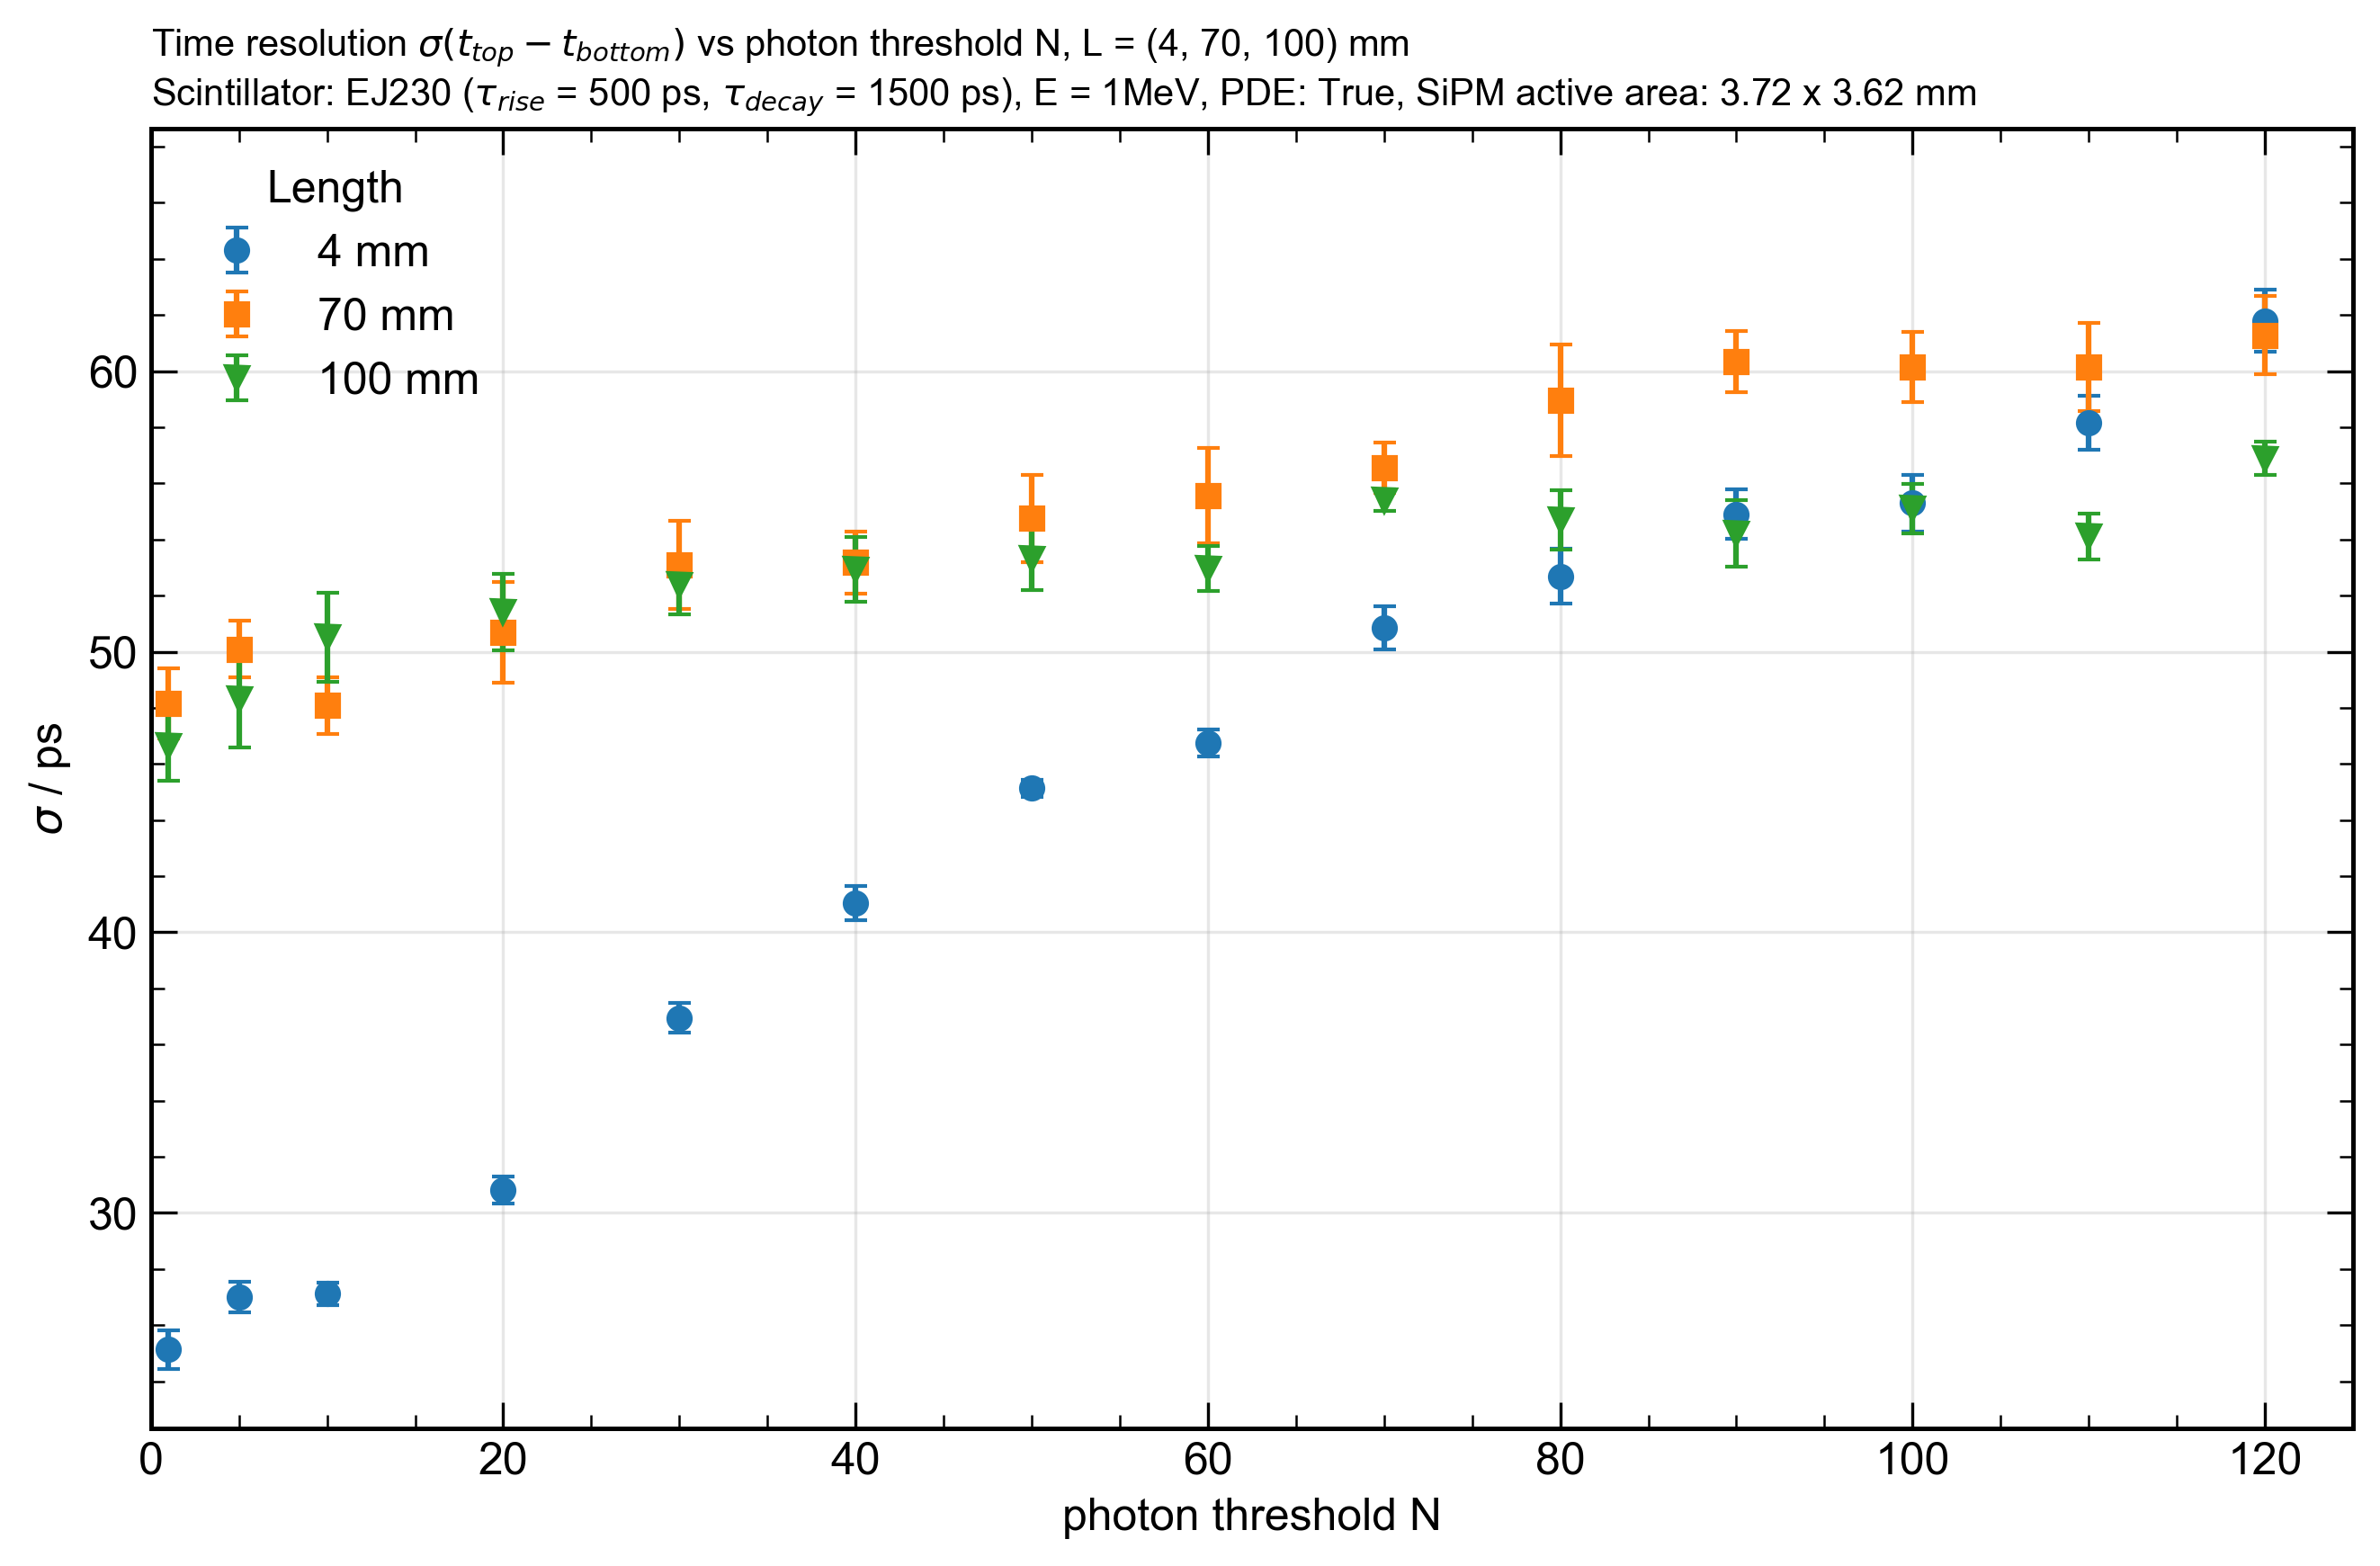 Time resolution σ(t_top − t_bottom) vs photon threshold N, L = (4, 70, 100) mm
Scintillator: EJ230 (τ_rise = 500 ps, τ_decay = 1500 ps), E = 1MeV, PDE: True, SiPM active area: 3.72 x 3.62 mm
Length
4 mm
70 mm
100 mm
60
50
40
30
σ / ps
0 20 40 60 80 100 120
photon threshold N